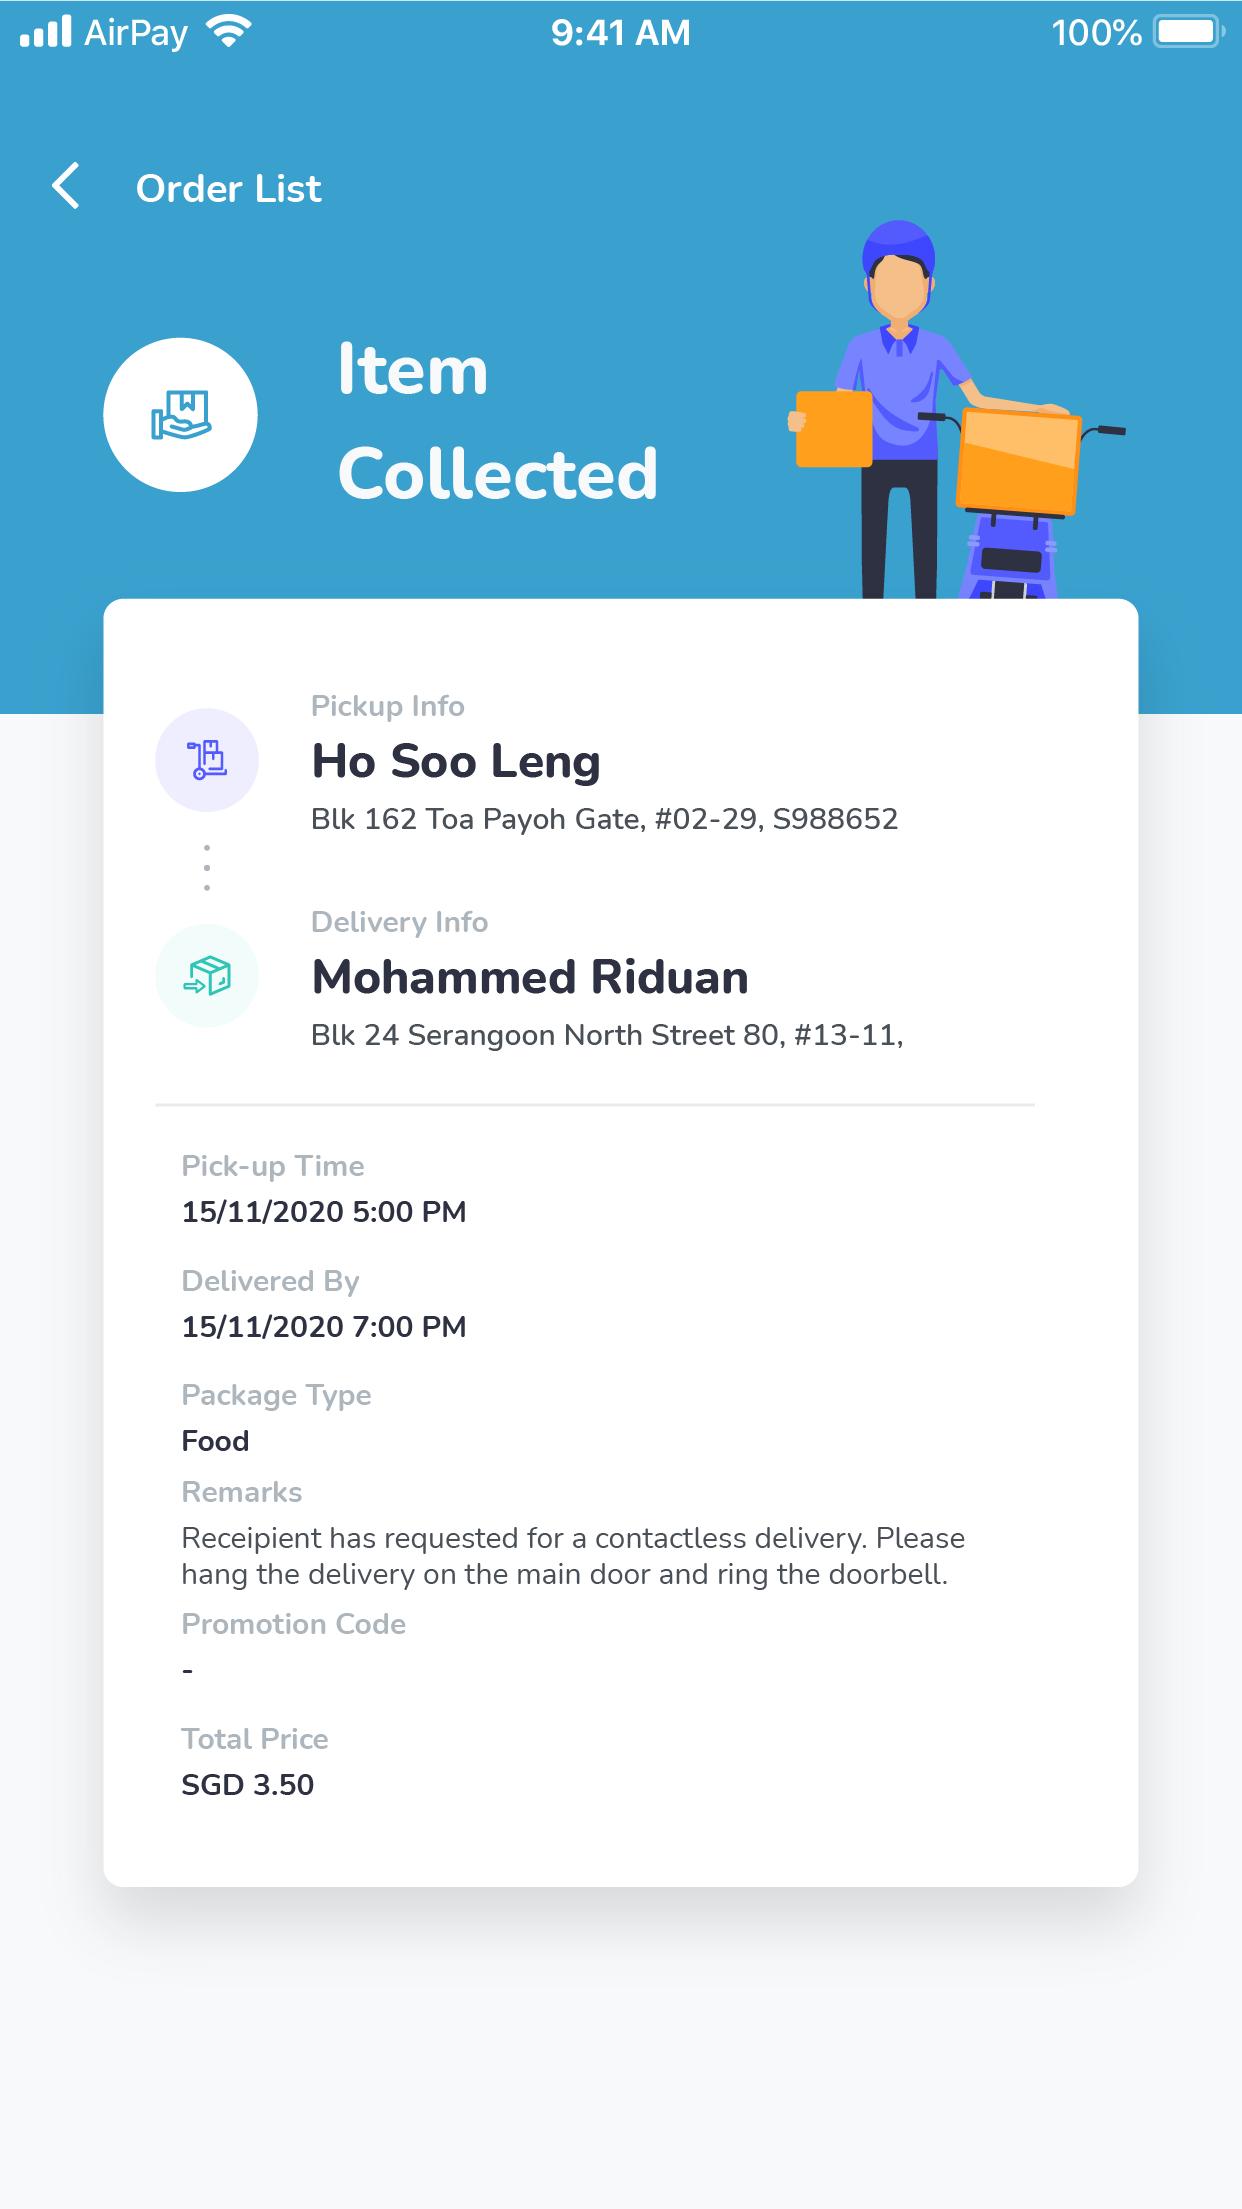 AirPay 9:41 AM 100%
Order List
Item
Collected
Pickup Info
Ho Soo Leng
Blk 162 Toa Payoh Gate, #02-29, S988652
Delivery Info
Mohammed Riduan
Blk 24 Serangoon North Street 80, #13-11,
Pick-up Time
15/11/2020 5:00 PM
Delivered By
15/11/2020 7:00 PM
Package Type
Food
Remarks
Receipient has requested for a contactless delivery. Please
hang the delivery on the main door and ring the doorbell.
Promotion Code
-
Total Price
SGD 3.50